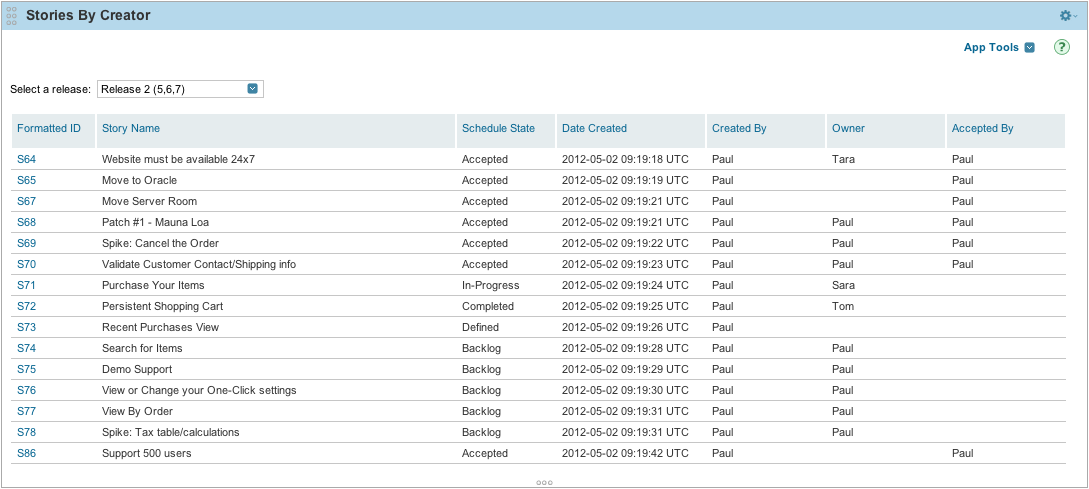 Stories By Creator
App Tools ?
Select a release: Release 2 (5,6,7)
Formatted ID Story Name Schedule State Date Created Created By Owner Accepted By
S64 Website must be available 24x7 Accepted 2012-05-02 09:19:18 UTC Paul Tara Paul
S65 Move to Oracle Accepted 2012-05-02 09:19:19 UTC Paul Paul
S67 Move Server Room Accepted 2012-05-02 09:19:21 UTC Paul Paul
S68 Patch #1 - Mauna Loa Accepted 2012-05-02 09:19:21 UTC Paul Paul Paul
S69 Spike: Cancel the Order Accepted 2012-05-02 09:19:22 UTC Paul Paul Paul
S70 Validate Customer Contact/Shipping info Accepted 2012-05-02 09:19:23 UTC Paul Paul Paul
S71 Purchase Your Items In-Progress 2012-05-02 09:19:24 UTC Paul Sara
S72 Persistent Shopping Cart Completed 2012-05-02 09:19:25 UTC Paul Tom
S73 Recent Purchases View Defined 2012-05-02 09:19:26 UTC Paul
S74 Search for Items Backlog 2012-05-02 09:19:28 UTC Paul Paul
S75 Demo Support Backlog 2012-05-02 09:19:29 UTC Paul Paul
S76 View or Change your One-Click settings Backlog 2012-05-02 09:19:30 UTC Paul Paul
S77 View By Order Backlog 2012-05-02 09:19:31 UTC Paul Paul
S78 Spike: Tax table/calculations Backlog 2012-05-02 09:19:31 UTC Paul Paul
S86 Support 500 users Accepted 2012-05-02 09:19:42 UTC Paul Paul